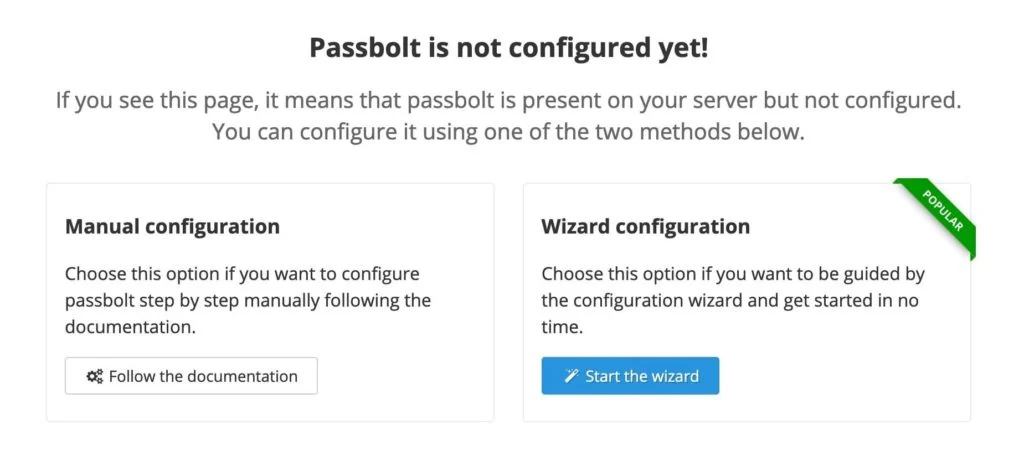 Passbolt is not configured yet!
If you see this page, it means that passbolt is present on your server but not configured.
You can configure it using one of the two methods below.
Manual configuration
Choose this option if you want to configure
passbolt step by step manually following the
documentation.
Follow the documentation
POPULAR
Wizard configuration
Choose this option if you want to be guided by
the configuration wizard and get started in no
time.
Start the wizard